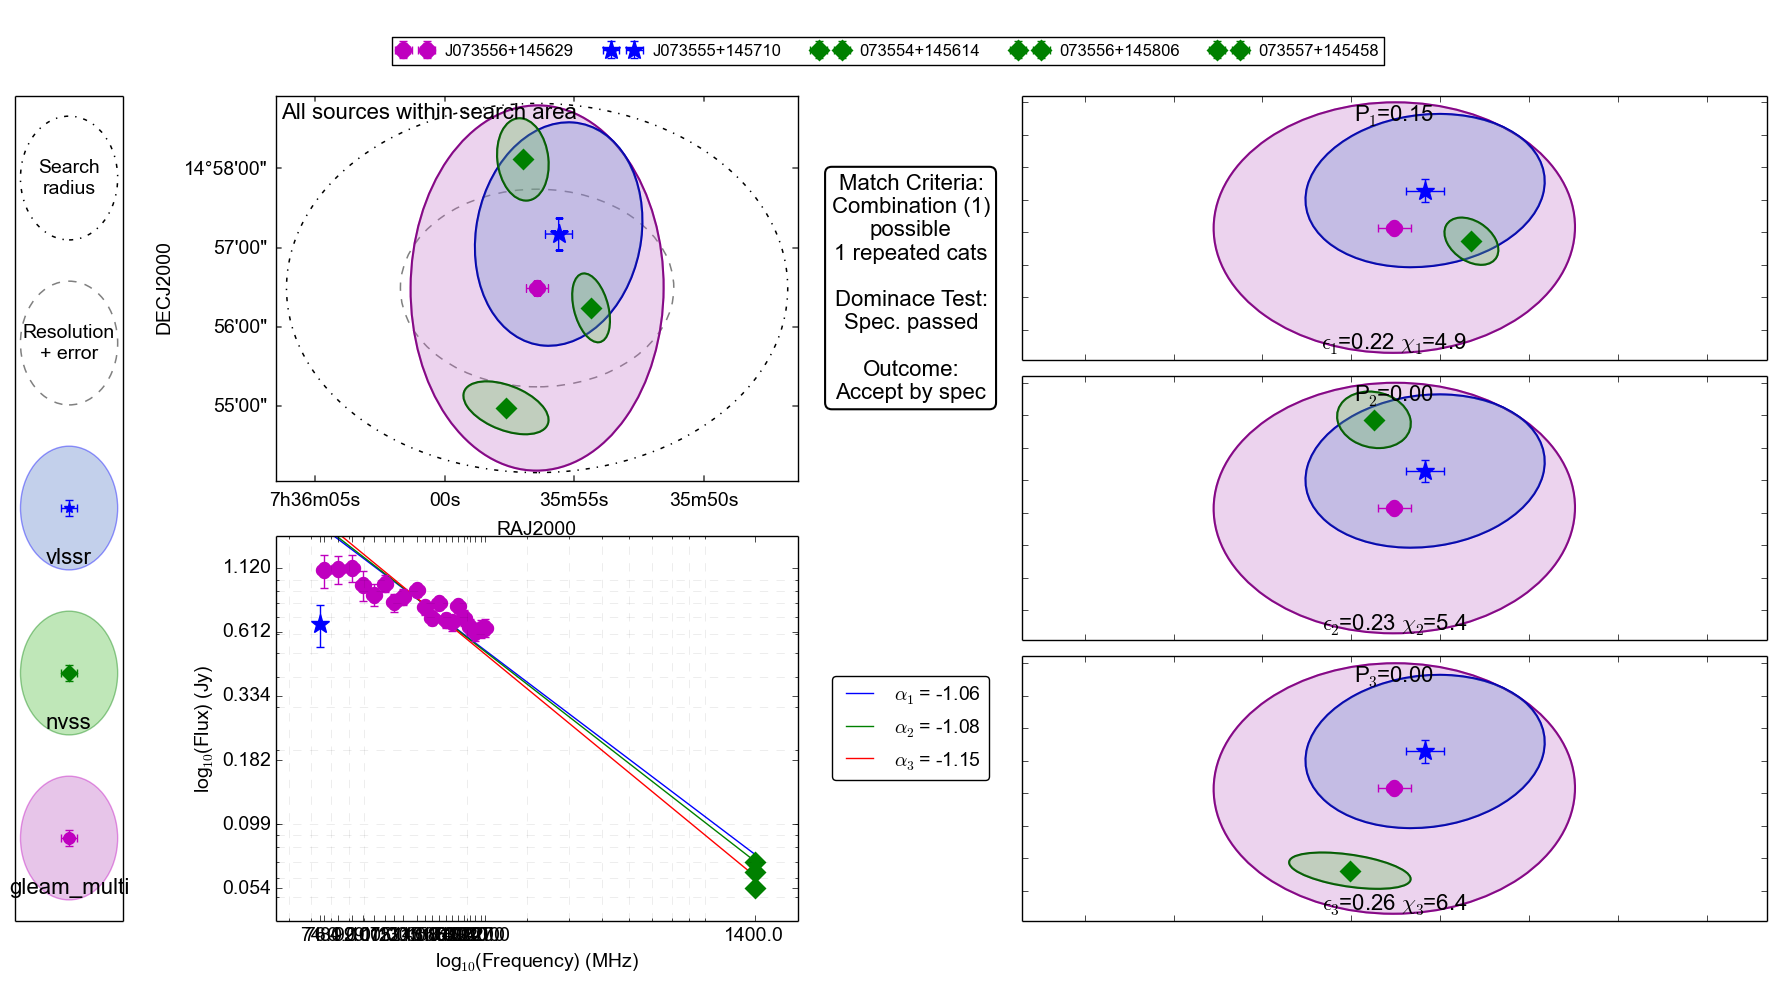 J073556+145629 J073555+145710 073554+145614 073556+145806 073557+145458
Search
radius
Resolution
+ error
vlssr
nvss
gleam_multi
All sources within search area
DECJ2000
14°58'00"
57'00"
56'00"
55'00"
7h36m05s 00s 35m55s 35m50s
RAJ2000
log₁₀(Flux) (Jy)
1.120
0.612
0.334
0.182
0.099
0.054
1400.0
log₁₀(Frequency) (MHz)
Match Criteria:
Combination (1)
possible
1 repeated cats
Dominace Test:
Spec. passed
Outcome:
Accept by spec
α₁ = -1.06
α₂ = -1.08
α₃ = -1.15
P₁=0.15
ϵ₁=0.22 χ₁=4.9
P₂=0.00
ϵ₂=0.23 χ₂=5.4
P₃=0.00
ϵ₃=0.26 χ₃=6.4